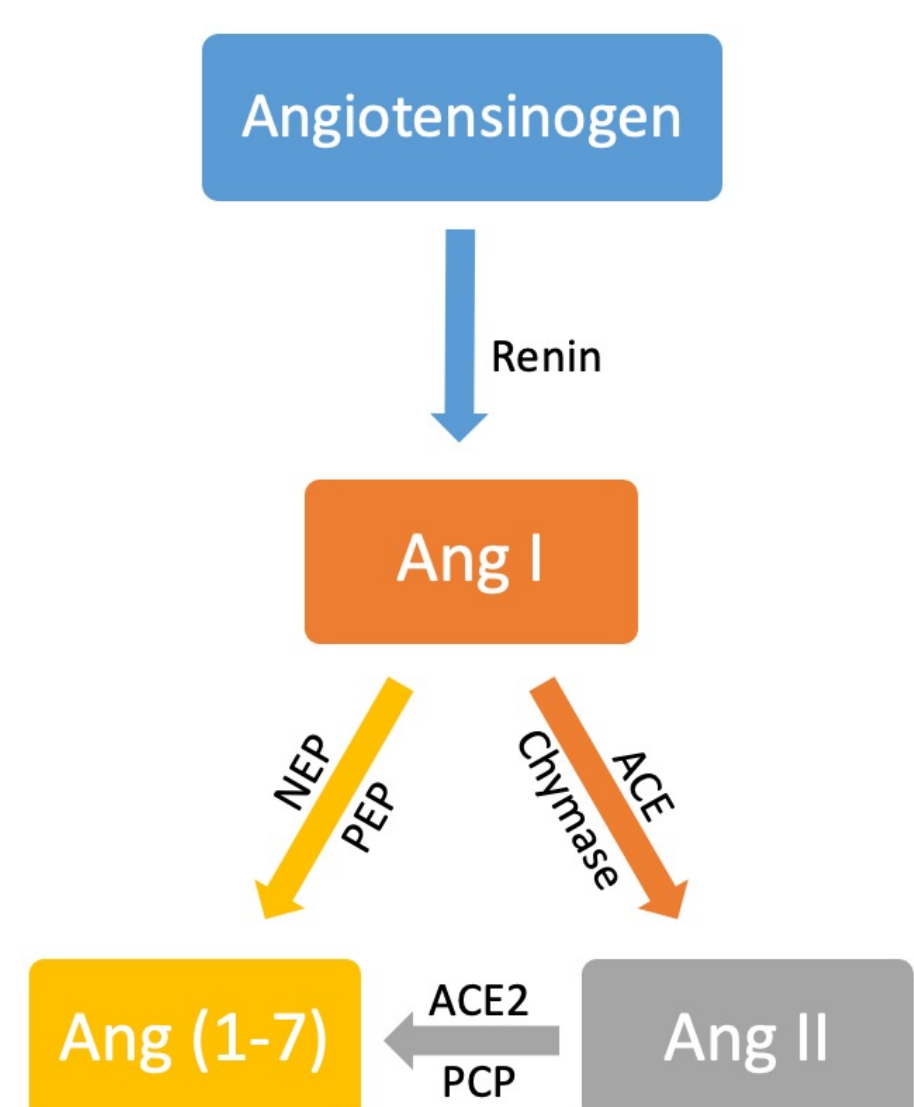 Angiotensinogen
Renin
Ang I
NEP
PEP
Chymase
ACE
Ang (1-7)
ACE2
PCP
Ang II